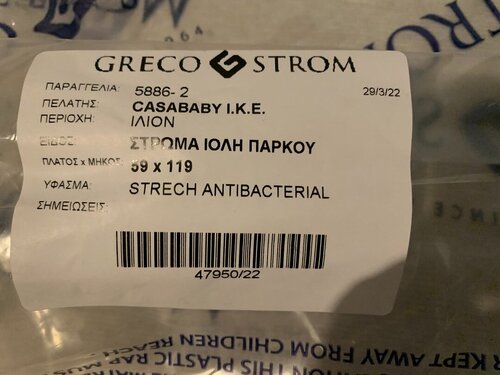 GRECO STROM
ΠΑΡΑΓΓΕΛΙΑ: 5886- 2 29/3/22
ΠΕΛΑΤΗΣ: CASABABY I.K.E.
ΠΕΡΙΟΧΗ: ΙΛΙΟΝ
ΕΙΔΟΣ: ΣΤΡΩΜΑ ΙΟΛΗ ΠΑΡΚΟΥ
ΠΛΑΤΟΣ x ΜΗΚΟΣ: 59 x 119
ΥΦΑΣΜΑ: STRECH ANTIBACTERIAL
ΣΗΜΕΙΩΣΕΙΣ:
47950/22
KEPT AWAY FROM CHILDREN
THIS PLASTIC